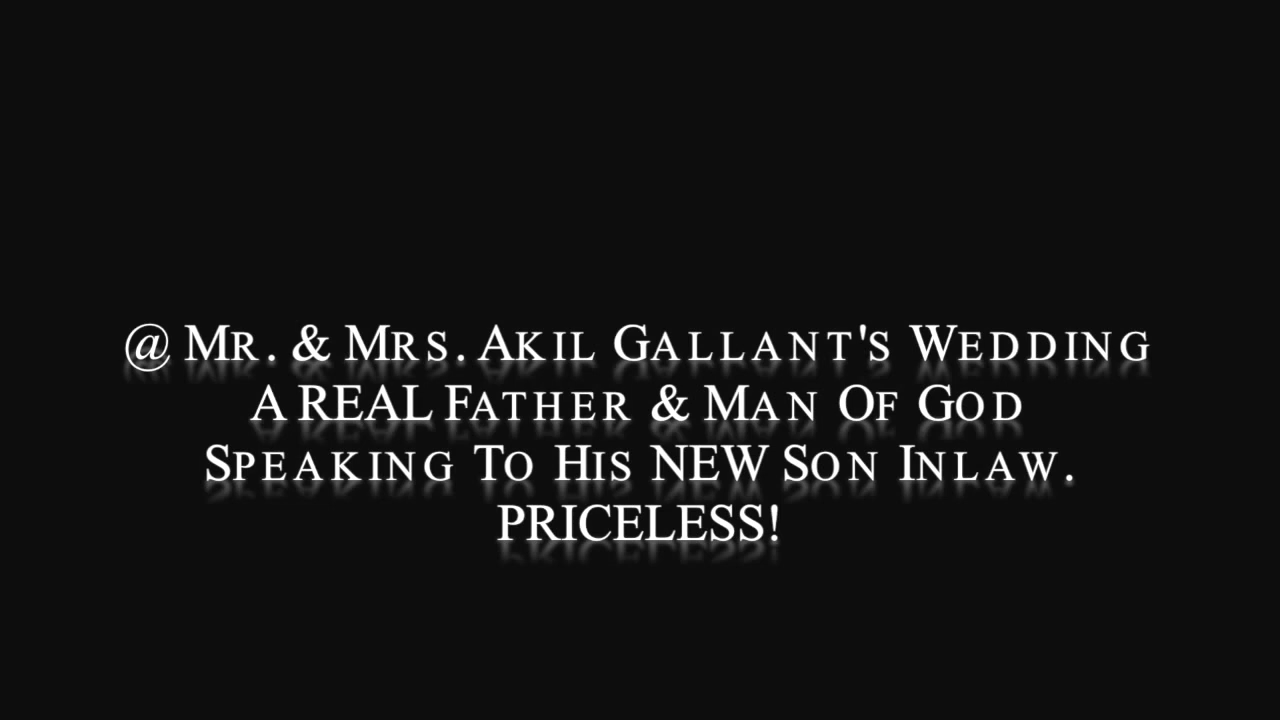 @ Mr. & Mrs. Akil Gallant's Wedding
A REAL Father & Man Of God
Speaking To His NEW Son Inlaw.
PRICELESS!